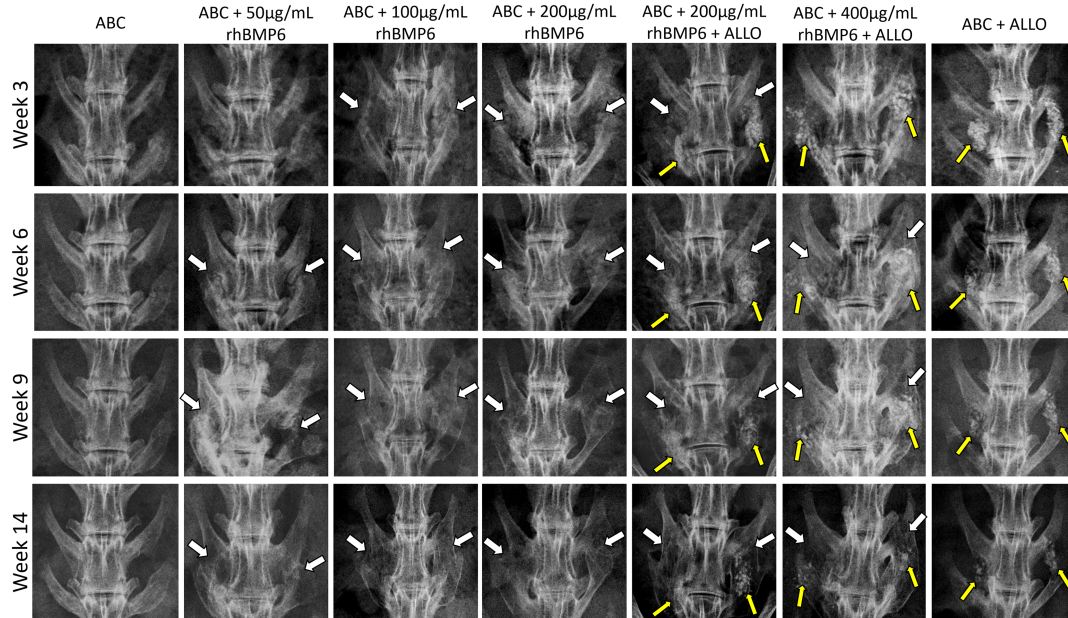 ABC
ABC + 50µg/mL
rhBMP6
ABC + 100µg/mL
rhBMP6
ABC + 200µg/mL
rhBMP6
ABC + 200µg/mL
rhBMP6 + ALLO
ABC + 400µg/mL
rhBMP6 + ALLO
ABC + ALLO
Week 3
Week 6
Week 9
Week 14